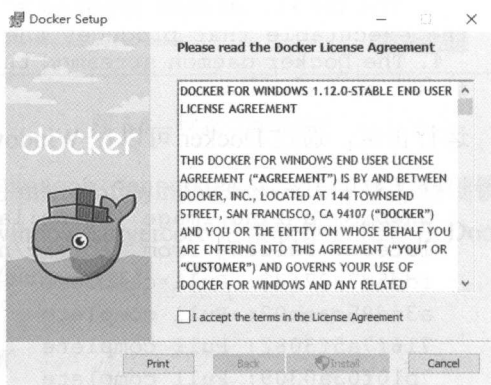 Docker Setup
Please read the Docker License Agreement
docker
DOCKER FOR WINDOWS 1.12.0-STABLE END USER
LICENSE AGREEMENT
THIS DOCKER FOR WINDOWS END USER LICENSE
AGREEMENT ("AGREEMENT") IS BY AND BETWEEN
DOCKER, INC., LOCATED AT 144 TOWNSEND
STREET, SAN FRANCISCO, CA 94107 ("DOCKER")
AND YOU OR THE ENTITY ON WHOSE BEHALF YOU
ARE ENTERING INTO THIS AGREEMENT ("YOU" OR
"CUSTOMER") AND GOVERNS YOUR USE OF
DOCKER FOR WINDOWS AND ANY RELATED
I accept the terms in the License Agreement
Print Back Install Cancel